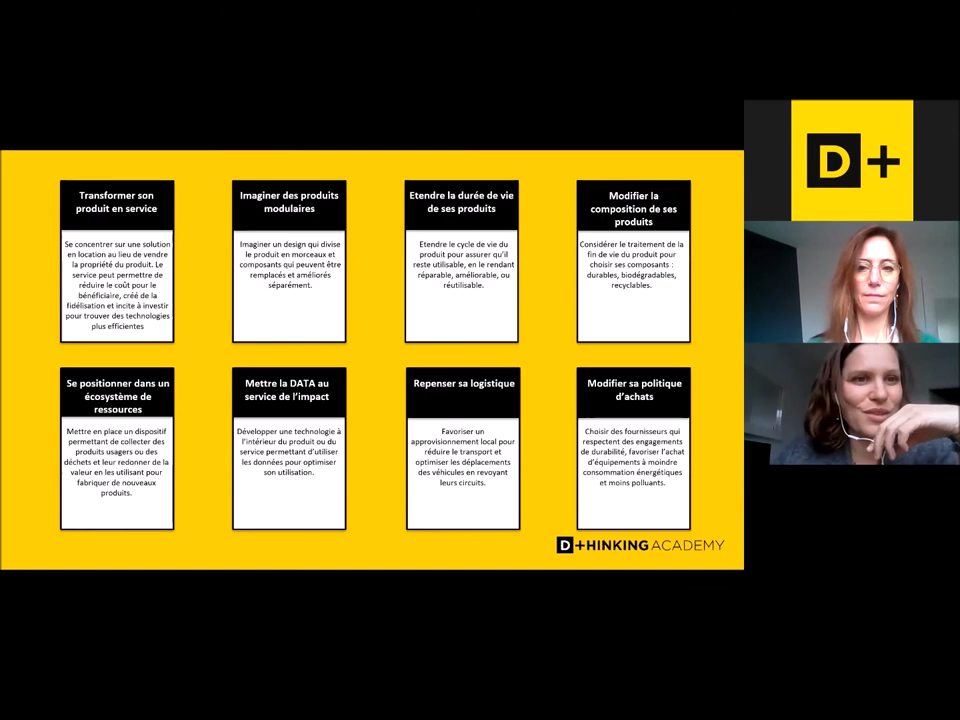 Transformer son
produit en service
Se concentrer sur une solution
en location au lieu de vendre
la propriété du produit. Le
service peut permettre de
réduire le coût pour le
bénéficiaire, créé de la
fidélisation et incite à investir
pour trouver des technologies
plus efficientes
Imaginer des produits
modulaires
Imaginer un design qui divise
le produit en morceaux et
composants qui peuvent être
remplacés et améliorés
séparément.
Etendre la durée de vie
de ses produits
Etendre le cycle de vie du
produit pour assurer qu'il
reste utilisable, en le rendant
réparable, améliorable, ou
réutilisable.
Modifier la
composition de ses
produits
Considérer le traitement de la
fin de vie du produit pour
choisir ses composants :
durables, biodégradables,
recyclables.
Se positionner dans un
écosystème de
ressources
Mettre en place un dispositif
permettant de collecter des
produits usagers ou des
déchets et leur redonner de la
valeur en les utilisant pour
fabriquer de nouveaux
produits.
Mettre la DATA au
service de l'impact
Développer une technologie à
l'intérieur du produit ou du
service permettant d'utiliser
les données pour optimiser
son utilisation.
Repenser sa logistique
Favoriser un
approvisionnement local pour
réduire le transport et
optimiser les déplacements
des véhicules en revoyant
leurs circuits.
Modifier sa politique
d'achats
Choisir des fournisseurs qui
respectent des engagements
de durabilité, favoriser l'achat
d'équipements à moindre
consommation énergétiques
et moins polluants.
D+HINKING ACADEMY
D+